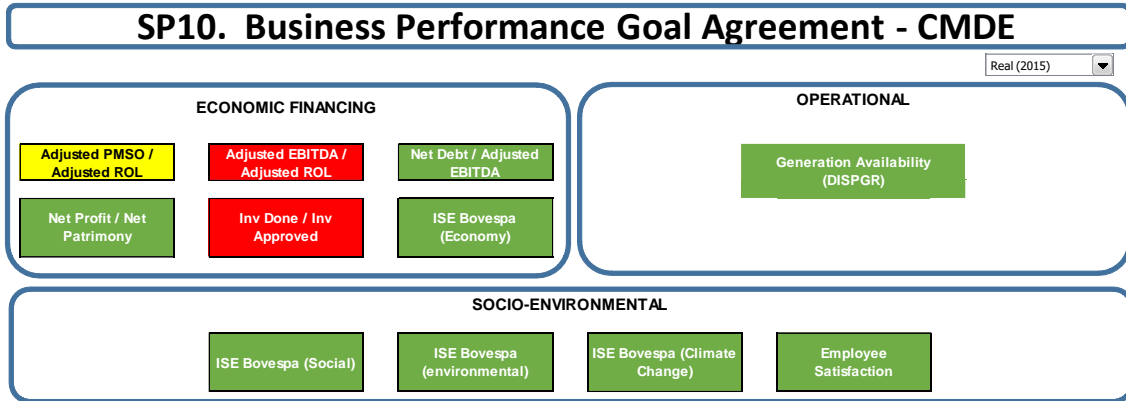 SP10.  Business Performance Goal Agreement - CMDE
Real (2015)
ECONOMIC FINANCING
Adjusted PMSO /
Adjusted ROL
Adjusted EBITDA /
Adjusted ROL
Net Debt / Adjusted
EBITDA
Net Profit / Net
Patrimony
Inv Done / Inv
Approved
ISE Bovespa
(Economy)
OPERATIONAL
Generation Availability
(DISPGR)
SOCIO-ENVIRONMENTAL
ISE Bovespa (Social)
ISE Bovespa
(environmental)
ISE Bovespa (Climate
Change)
Employee
Satisfaction